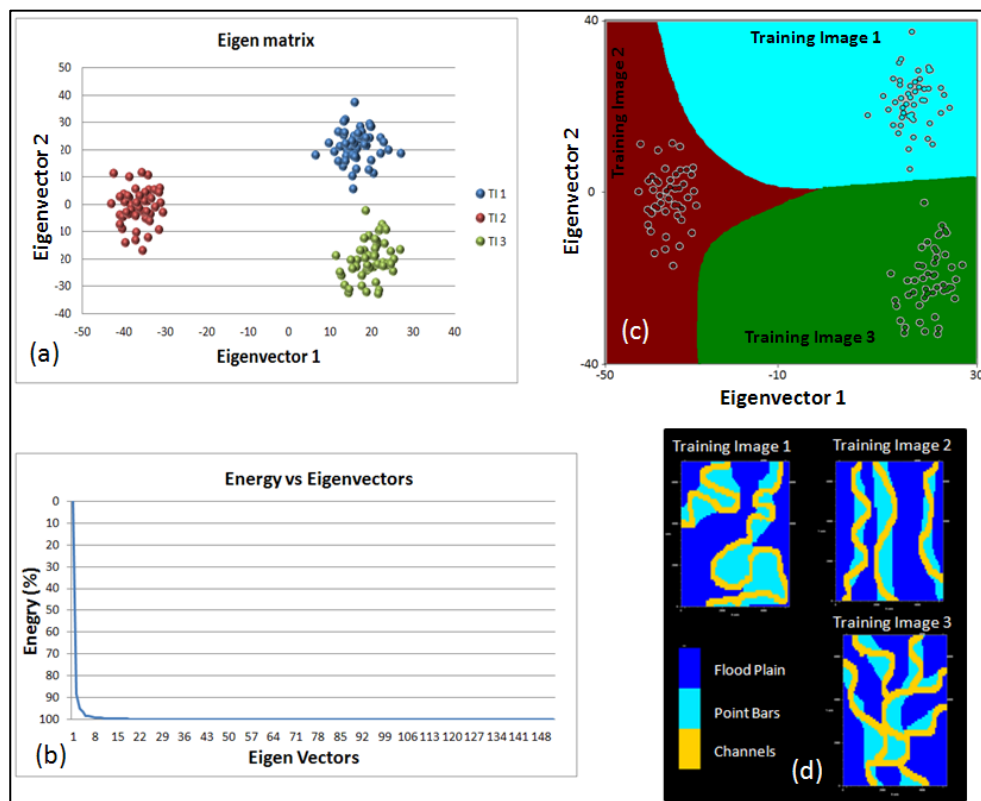 Eigen matrix
50
40
30
20
10
0
10
20
-30
-40
-50 -40 -30 -20 -10 0 10 20 30 40
Eigenvector 1
Eigenvector 2
TI 1
TI 2
TI 3
(a)
40
0
-40
-50 -10 30
Eigenvector 1
Eigenvector 2
Training Image 1
Training Image 2
Training Image 3
(c)
Energy vs Eigenvectors
0
10
20
30
40
50
60
70
80
90
100
1 8 15 22 29 36 43 50 57 64 71 78 85 92 99 106 113 120 127 134 141 148
Enegry (%)
Eigen Vectors
(b)
Training Image 1
Training Image 2
Training Image 3
Flood Plain
Point Bars
Channels
(d)